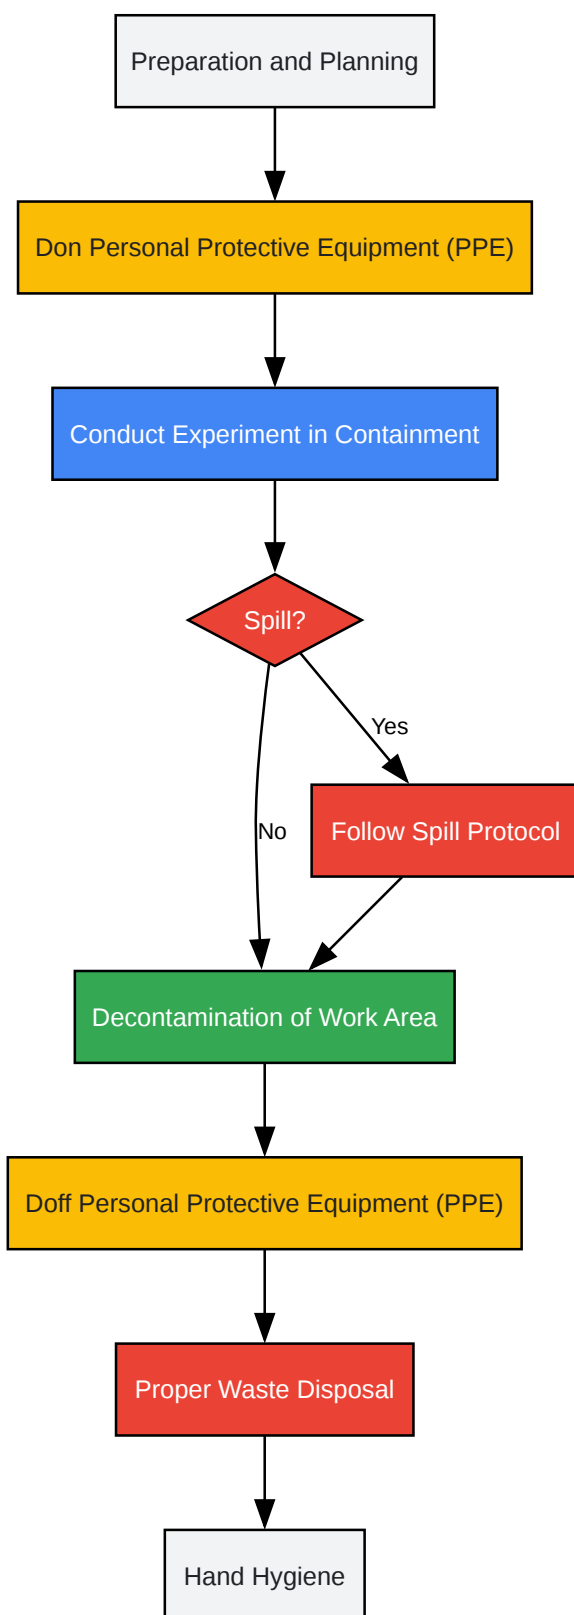 Preparation and Planning
Don Personal Protective Equipment (PPE)
Conduct Experiment in Containment
Spill?
Yes
No
Follow Spill Protocol
Decontamination of Work Area
Doff Personal Protective Equipment (PPE)
Proper Waste Disposal
Hand Hygiene